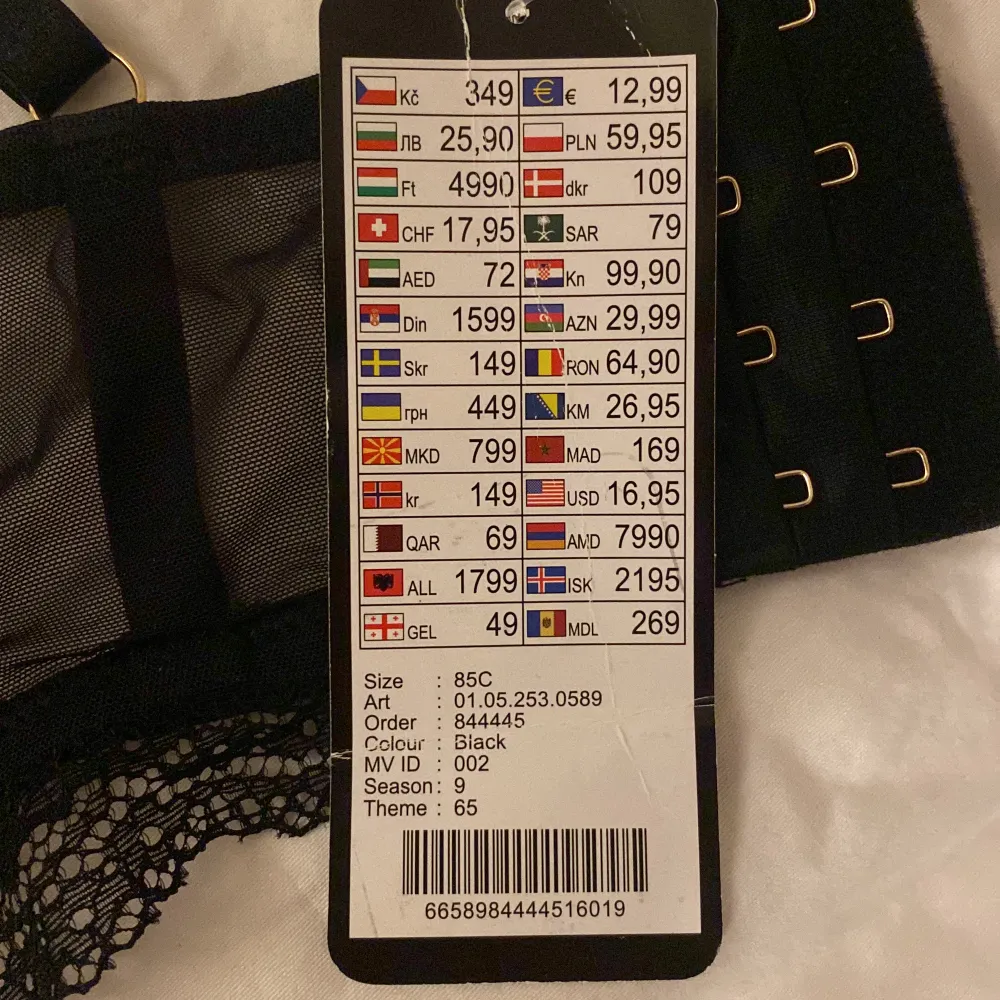 Kč 349 € 12,99
ЛВ 25,90 PLN 59,95
Ft 4990 dkr 109
CHF 17,95 SAR 79
AED 72 Kn 99,90
Din 1599 AZN 29,99
Skr 149 RON 64,90
грн 449 KM 26,95
MKD 799 MAD 169
kr 149 USD 16,95
QAR 69 AMD 7990
ALL 1799 ISK 2195
GEL 49 MDL 269
Size : 85C
Art : 01.05.253.0589
Order : 844445
Colour : Black
MV ID : 002
Season : 9
Theme : 65
6658984444516019